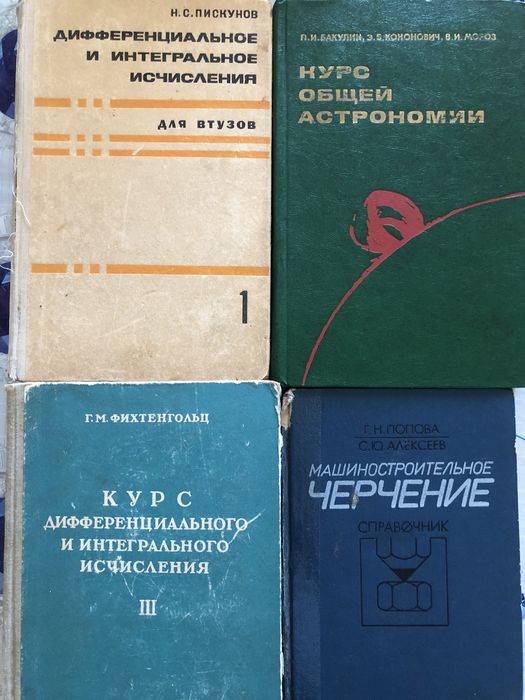 Н.С. ПИСКУНОВ
ДИФФЕРЕНЦИАЛЬНОЕ
И ИНТЕГРАЛЬНОЕ
ИСЧИСЛЕНИЯ
ДЛЯ ВТУЗОВ
1
П.И. БАКУЛИН, Э.В. КОНОНОВИЧ, В.И. МОРОЗ
КУРС
ОБЩЕЙ
АСТРОНОМИИ
Г. М. ФИХТЕНГОЛЬЦ
КУРС
ДИФФЕРЕНЦИАЛЬНОГО
И ИНТЕГРАЛЬНОГО
ИСЧИСЛЕНИЯ
III
Г.Н. ПОПОВА
С.Ю. АЛЕКСЕЕВ
МАШИНОСТРОИТЕЛЬНОЕ
ЧЕРЧЕНИЕ
СПРАВОЧНИК